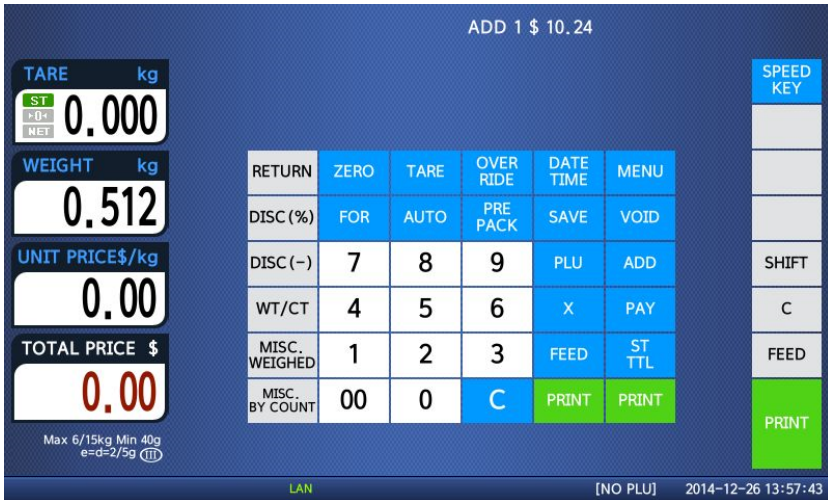 ADD 1 $ 10.24
TARE kg
ST
▸0◂
NET
0.000
WEIGHT kg
0.512
UNIT PRICE$/kg
0.00
TOTAL PRICE $
0.00
Max 6/15kg Min 40g
e=d=2/5g III
RETURN ZERO TARE OVER RIDE DATE TIME MENU
DISC(%) FOR AUTO PRE PACK SAVE VOID
DISC(-) 7 8 9 PLU ADD
WT/CT 4 5 6 X PAY
MISC. WEIGHED 1 2 3 FEED ST TTL
MISC. BY COUNT 00 0 C PRINT PRINT
SPEED
KEY
SHIFT
C
FEED
PRINT
LAN [NO PLU] 2014-12-26 13:57:43